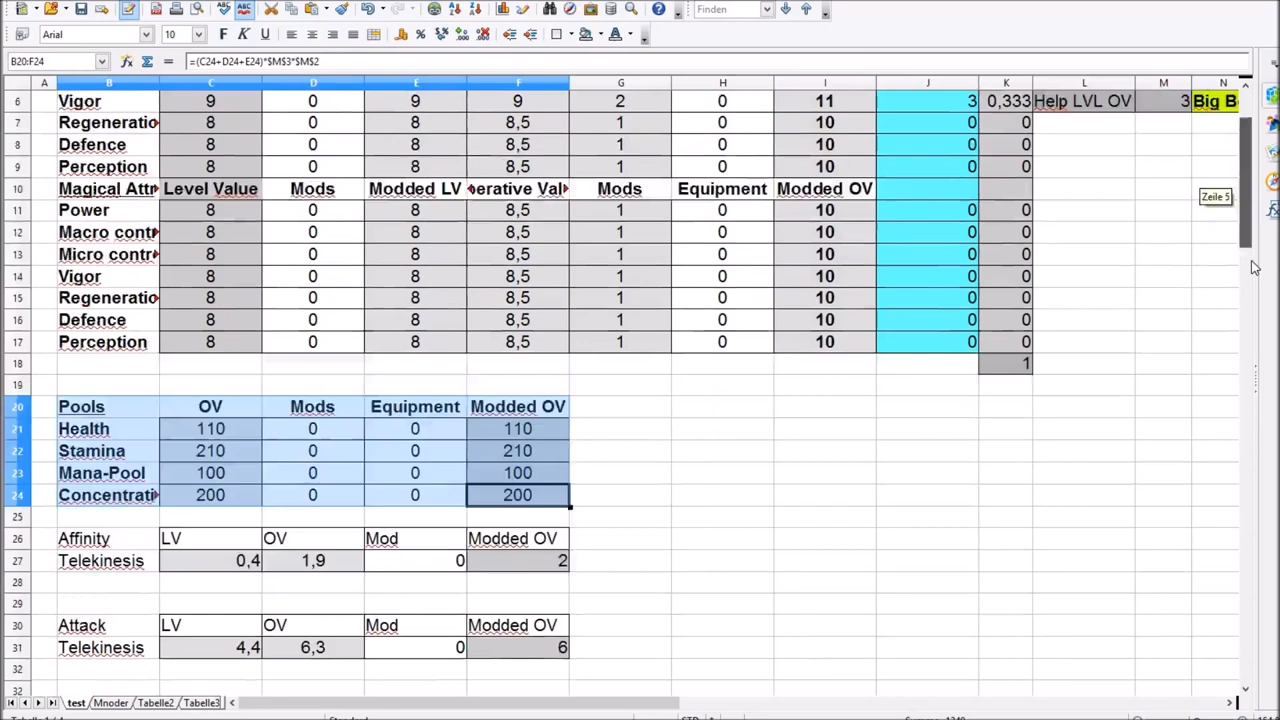 Arial 10 Finden
B20:F24 =(C24+D24+E24)*$M$3*$M$2
A B C D E F G H I J K L M N
6 Vigor 9 0 9 9 2 0 11 3 0,333 Help LVL OV 3 Big B
7 Regeneratio 8 0 8 8,5 1 0 10 0 0
8 Defence 8 0 8 8,5 1 0 10 0 0
9 Perception 8 0 8 8,5 1 0 10 0 0
10 Magical Attr Level Value Mods Modded LV erative Val Mods Equipment Modded OV
Zeile 5
11 Power 8 0 8 8,5 1 0 10 0 0
12 Macro contr 8 0 8 8,5 1 0 10 0 0
13 Micro contr 8 0 8 8,5 1 0 10 0 0
14 Vigor 8 0 8 8,5 1 0 10 0 0
15 Regeneratio 8 0 8 8,5 1 0 10 0 0
16 Defence 8 0 8 8,5 1 0 10 0 0
17 Perception 8 0 8 8,5 1 0 10 0 0
18 1
19
20 Pools OV Mods Equipment Modded OV
21 Health 110 0 0 110
22 Stamina 210 0 0 210
23 Mana-Pool 100 0 0 100
24 Concentrati 200 0 0 200
25
26 Affinity LV OV Mod Modded OV
27 Telekinesis 0,4 1,9 0 2
28
29
30 Attack LV OV Mod Modded OV
31 Telekinesis 4,4 6,3 0 6
32
33
test Mnoder Tabelle2 Tabelle3